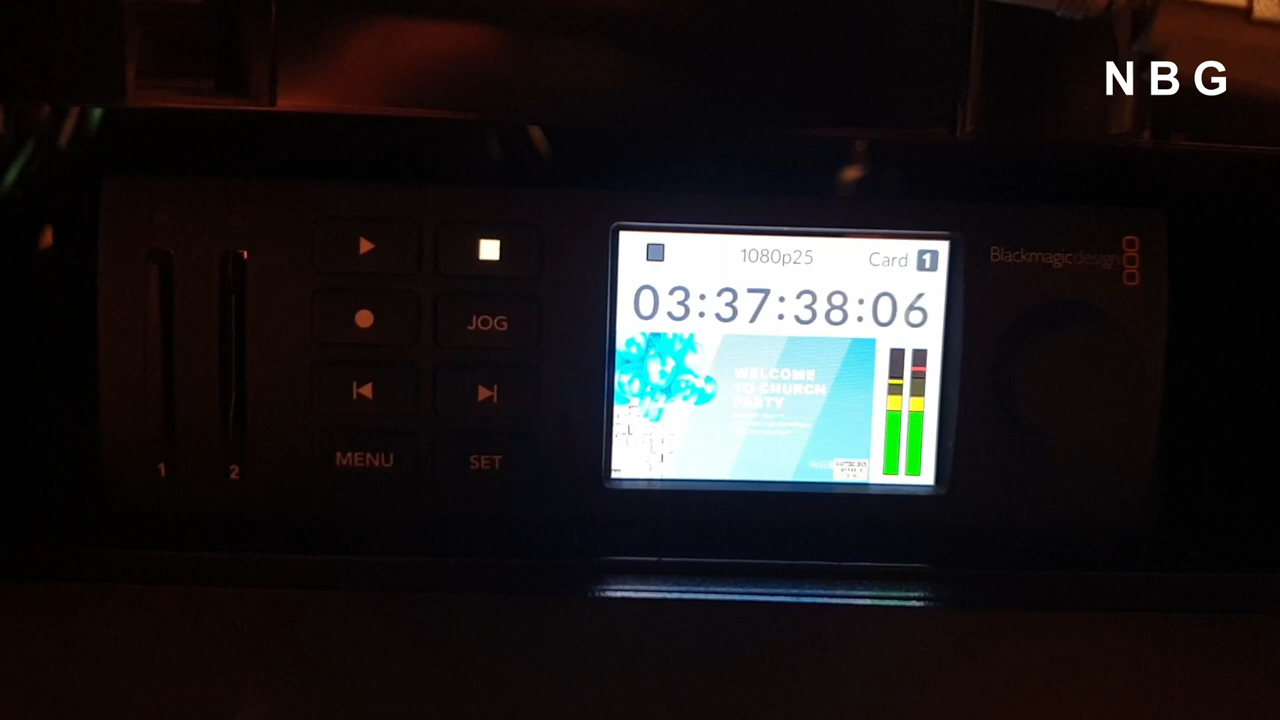 NBG
1080p25
Card 1
Blackmagicdesign
03:37:38:06
JOG
WELCOME
TO CHURCH
PARTY
MENU
SET
1
2